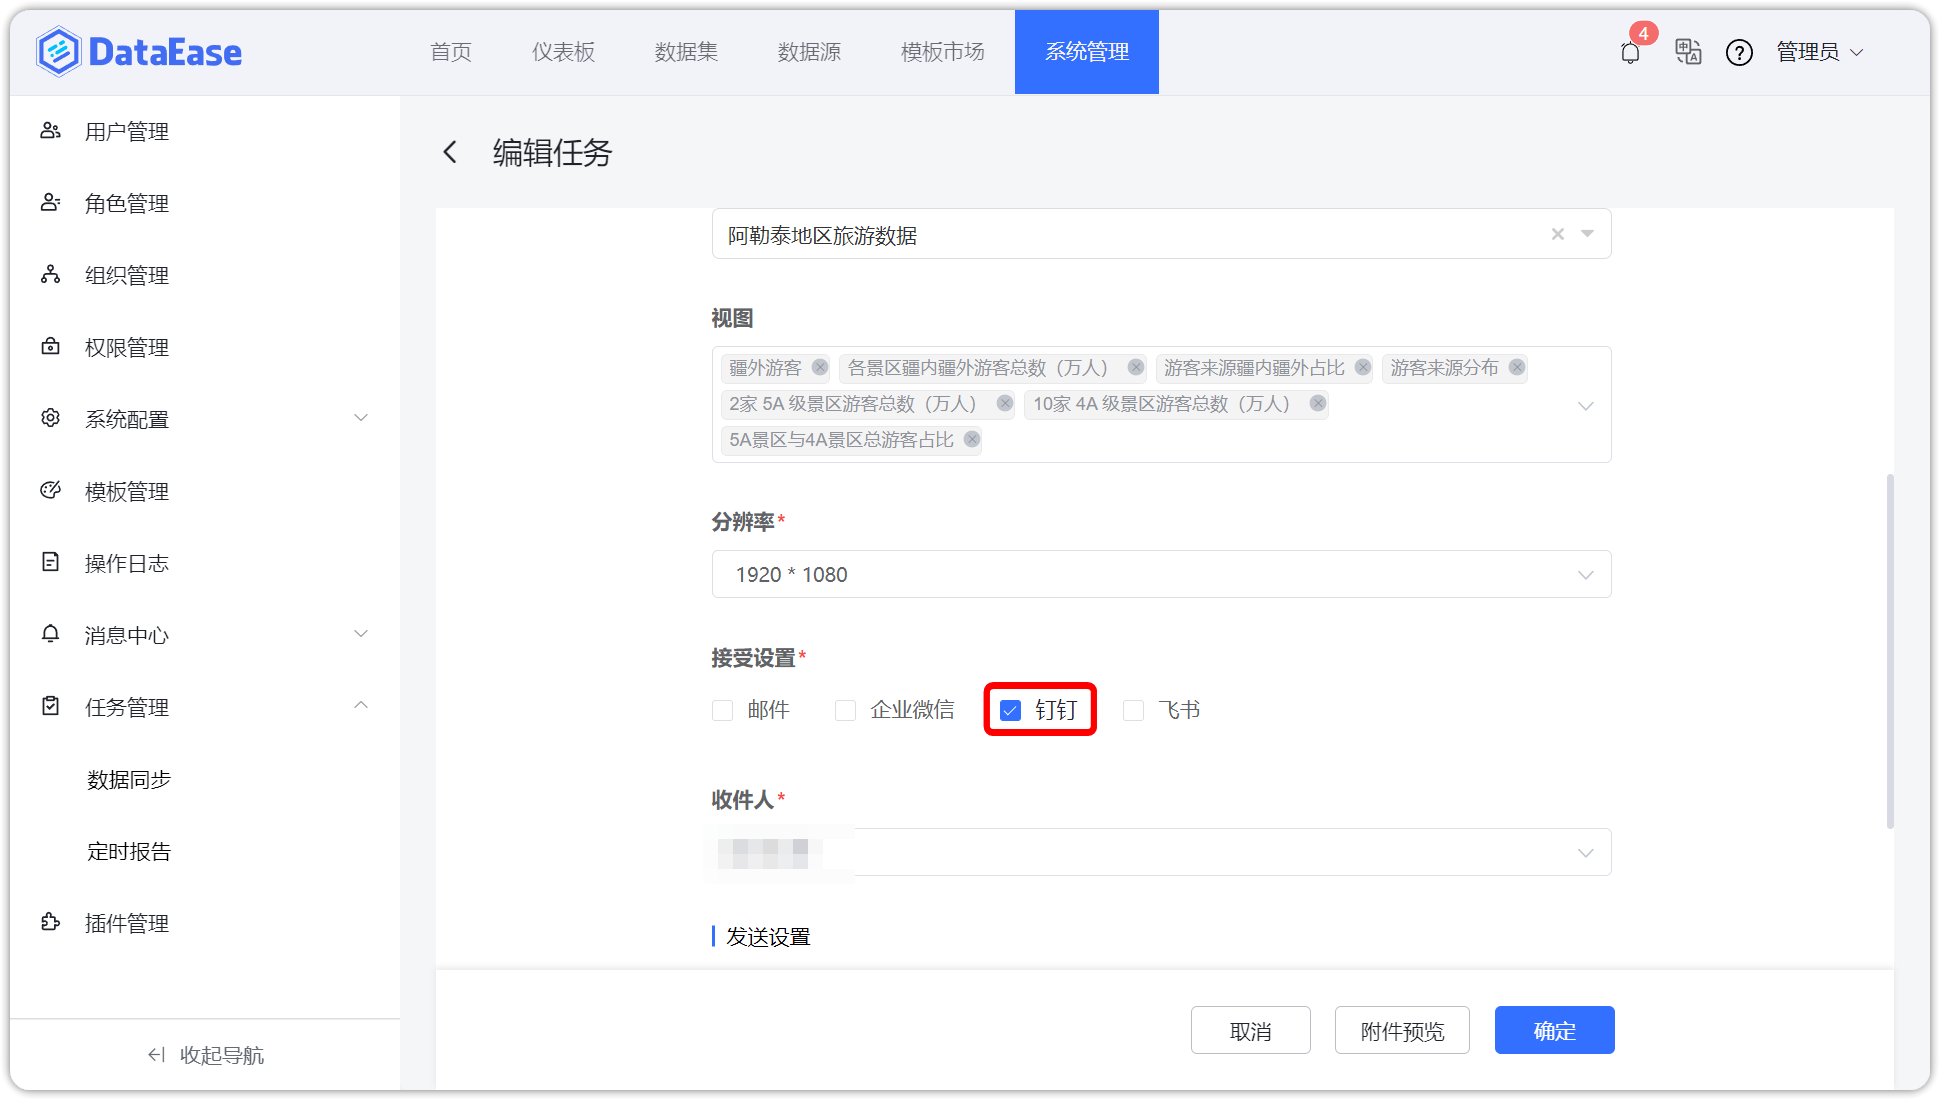 DataEase 首页 仪表板 数据集 数据源 模板市场 系统管理 4 管理员
用户管理
角色管理
组织管理
权限管理
系统配置
模板管理
操作日志
消息中心
任务管理
数据同步
定时报告
插件管理
收起导航
编辑任务
阿勒泰地区旅游数据
视图
疆外游客 各景区疆内疆外游客总数（万人） 游客来源疆内疆外占比 游客来源分布
2家 5A 级景区游客总数（万人） 10家 4A 级景区游客总数（万人）
5A景区与4A景区总游客占比
分辨率*
1920 * 1080
接受设置*
邮件 企业微信 钉钉 飞书
收件人*
发送设置
取消 附件预览 确定